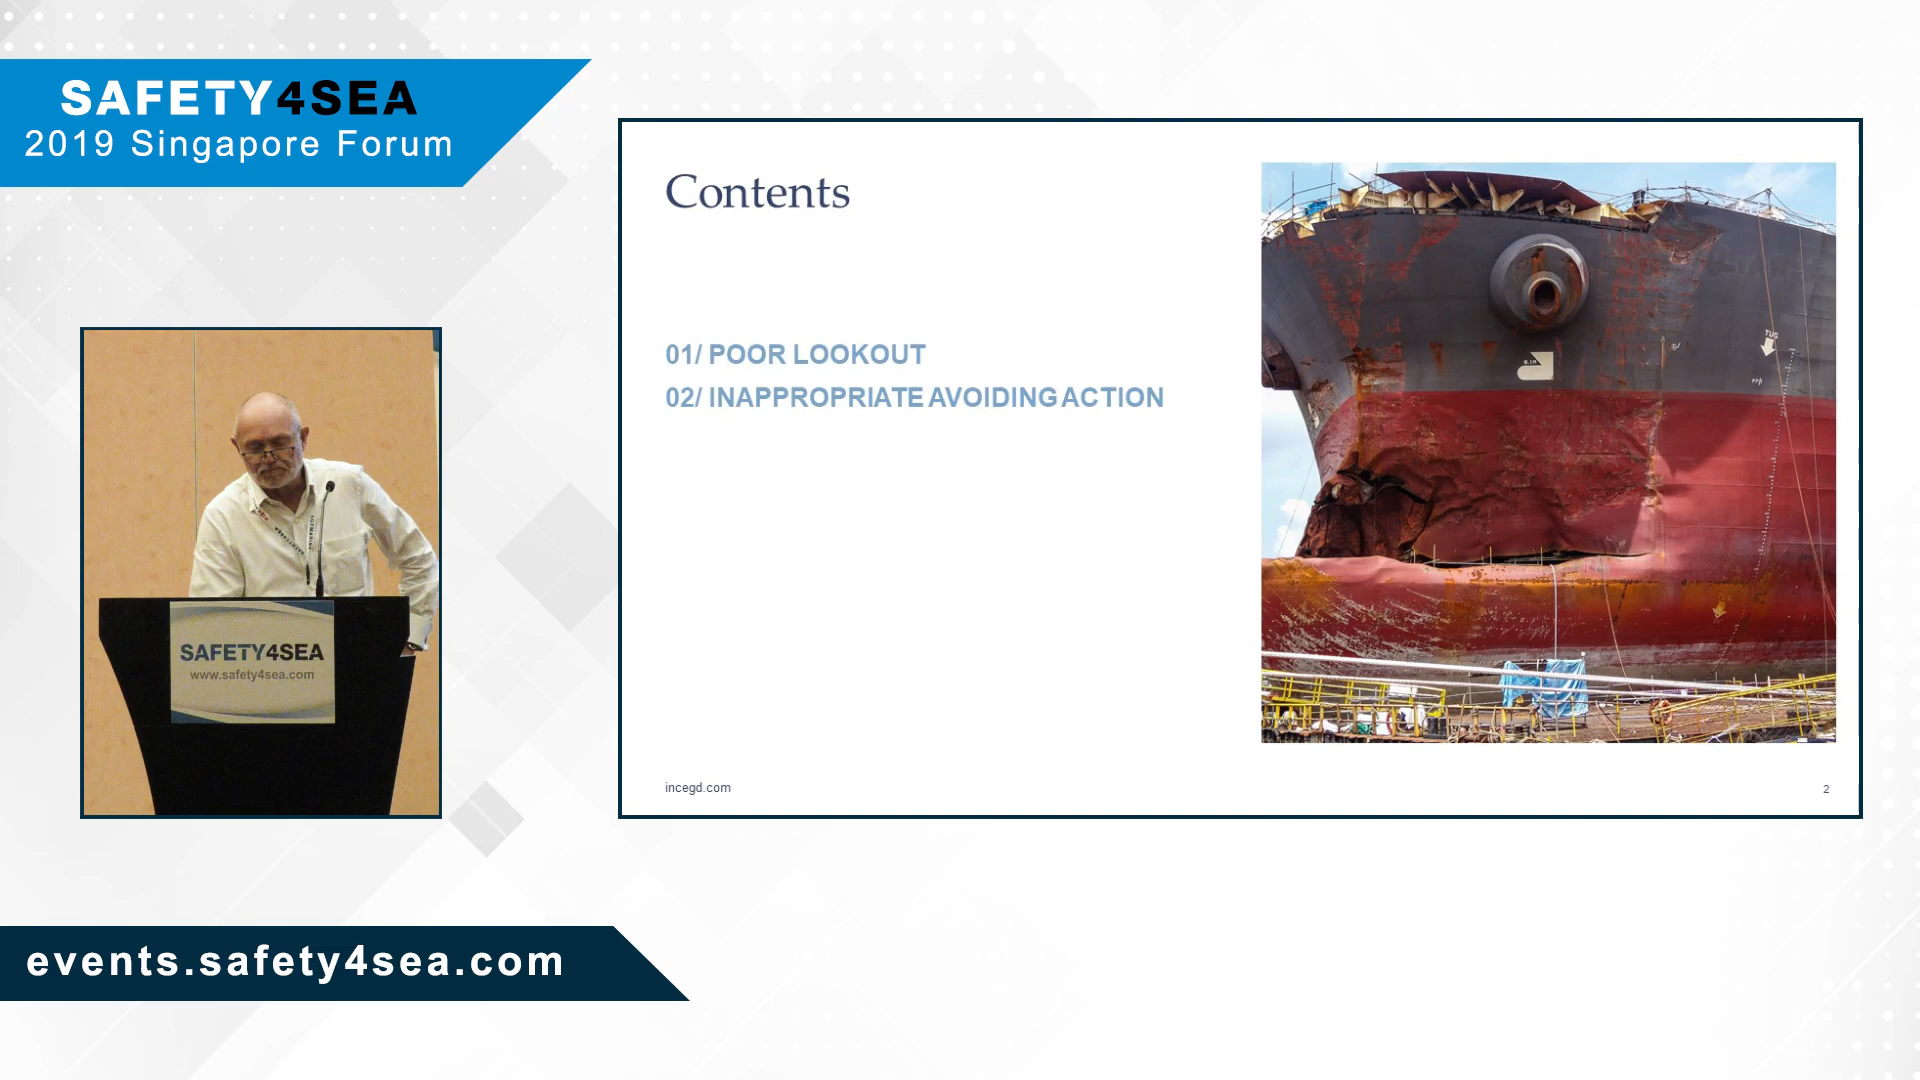 SAFETY4SEA
2019 Singapore Forum
Contents
01/ POOR LOOKOUT
02/ INAPPROPRIATE AVOIDING ACTION
TUG
incegd.com
2
SAFETY4SEA
www.safety4sea.com
events.safety4sea.com